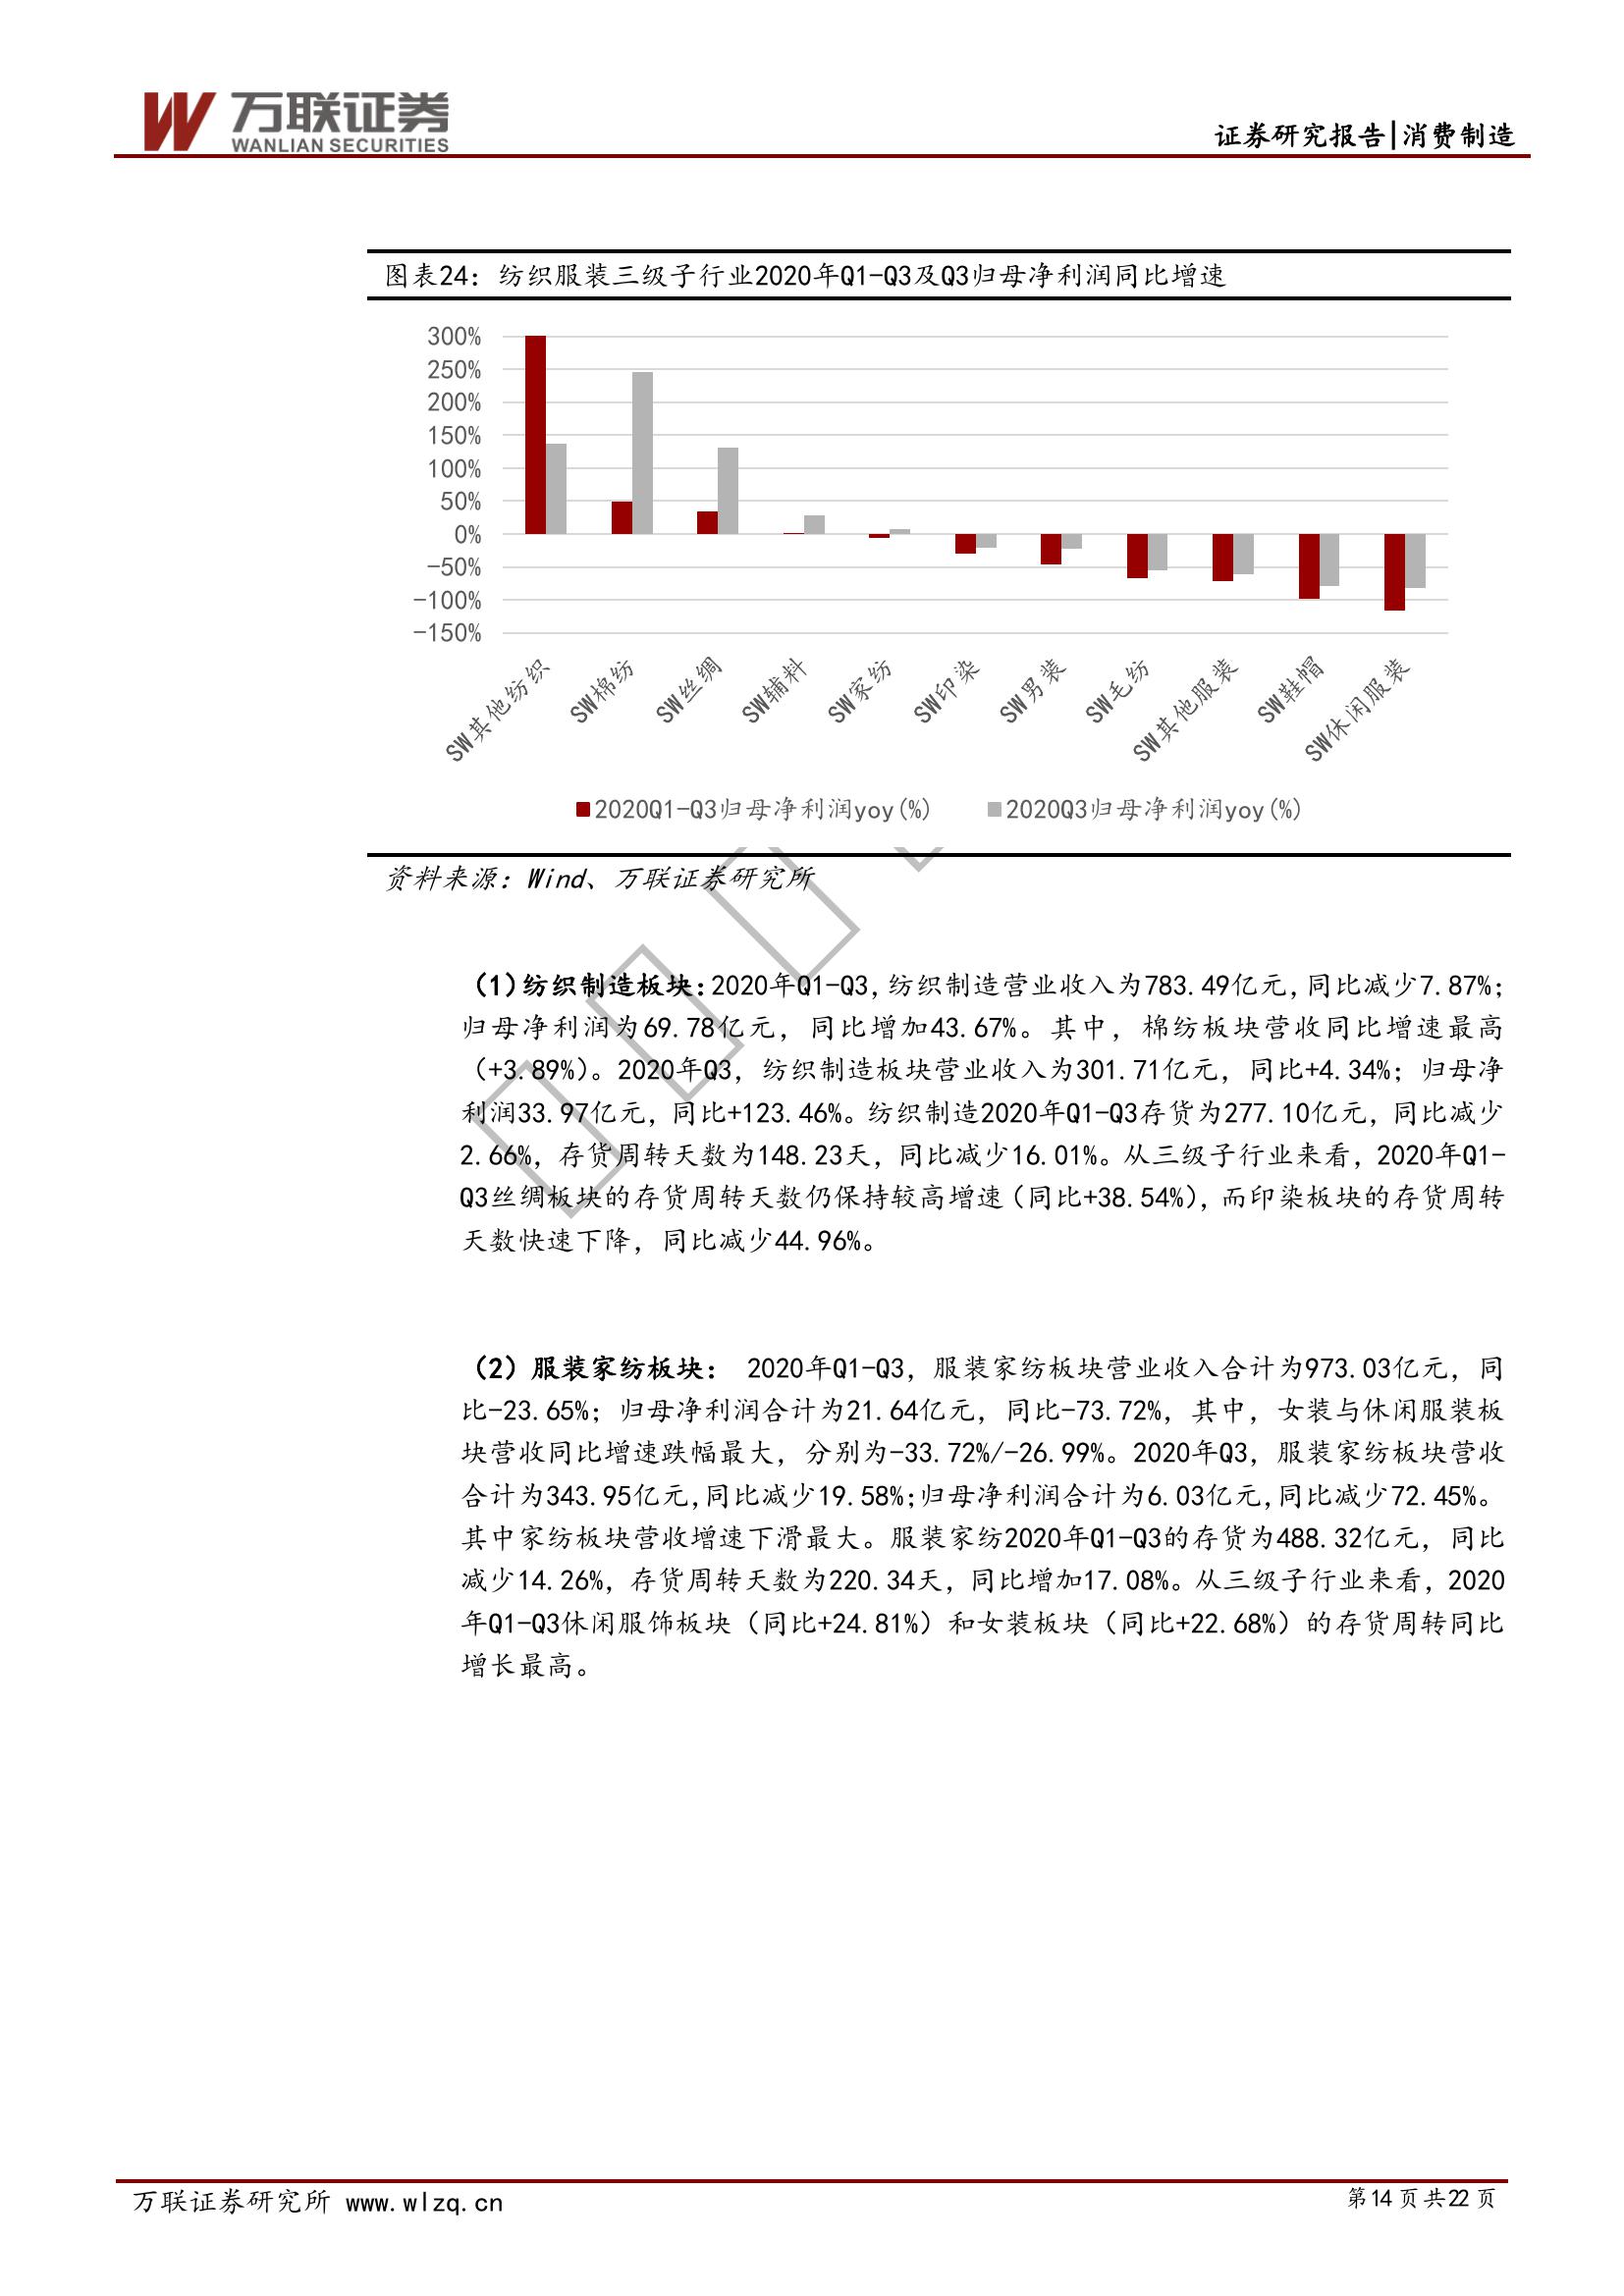 万联证券
WANLIAN SECURITIES
证券研究报告|消费制造
图表24：纺织服装三级子行业2020年Q1-Q3及Q3归母净利润同比增速
300%
250%
200%
150%
100%
50%
0%
-50%
-100%
-150%
SW其他纺织
SW棉纺
SW丝绸
SW辅料
SW家纺
SW印染
SW男装
SW毛纺
SW其他服装
SW鞋帽
SW休闲服装
2020Q1-Q3归母净利润yoy(%)
2020Q3归母净利润yoy(%)
资料来源：Wind、万联证券研究所
（1）纺织制造板块：2020年Q1-Q3，纺织制造营业收入为783.49亿元，同比减少7.87%；
归母净利润为69.78亿元，同比增加43.67%。其中，棉纺板块营收同比增速最高
（+3.89%）。2020年Q3，纺织制造板块营业收入为301.71亿元，同比+4.34%；归母净
利润33.97亿元，同比+123.46%。纺织制造2020年Q1-Q3存货为277.10亿元，同比减少
2.66%，存货周转天数为148.23天，同比减少16.01%。从三级子行业来看，2020年Q1-
Q3丝绸板块的存货周转天数仍保持较高增速（同比+38.54%），而印染板块的存货周转
天数快速下降，同比减少44.96%。
（2）服装家纺板块： 2020年Q1-Q3，服装家纺板块营业收入合计为973.03亿元，同
比-23.65%；归母净利润合计为21.64亿元，同比-73.72%，其中，女装与休闲服装板
块营收同比增速跌幅最大，分别为-33.72%/-26.99%。2020年Q3，服装家纺板块营收
合计为343.95亿元，同比减少19.58%；归母净利润合计为6.03亿元，同比减少72.45%。
其中家纺板块营收增速下滑最大。服装家纺2020年Q1-Q3的存货为488.32亿元，同比
减少14.26%，存货周转天数为220.34天，同比增加17.08%。从三级子行业来看，2020
年Q1-Q3休闲服饰板块（同比+24.81%）和女装板块（同比+22.68%）的存货周转同比
增长最高。
万联证券研究所 www.wlzq.cn
第14页共22页